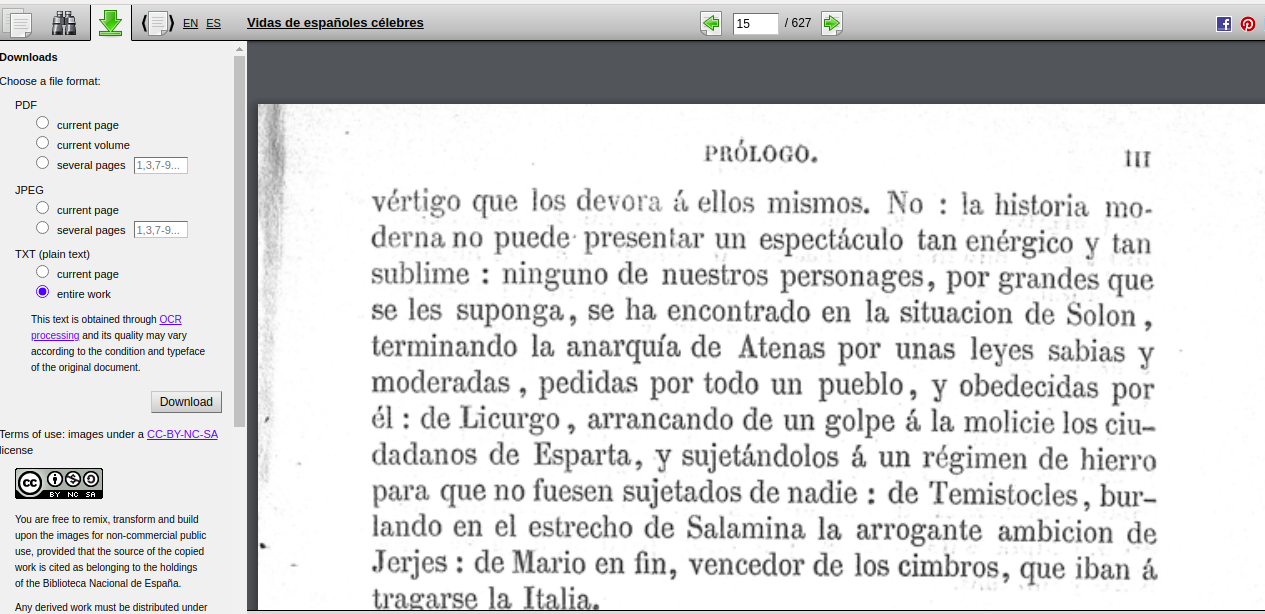 EN ES Vidas de españoles célebres 15 / 627
Downloads
Choose a file format:
PDF
current page
current volume
several pages 1,3,7-9...
JPEG
current page
several pages 1,3,7-9...
TXT (plain text)
current page
entire work
This text is obtained through OCR
processing and its quality may vary
according to the condition and typeface
of the original document.
Download
Terms of use: images under a CC-BY-NC-SA
license
cc BY NC SA
You are free to remix, transform and build
upon the images for non-commercial public
use, provided that the source of the copied
work is cited as belonging to the holdings
of the Biblioteca Nacional de España.
Any derived work must be distributed under
PRÓLOGO. III
vértigo que los devora á ellos mismos. No : la historia mo-
derna no puede presentar un espectáculo tan enérgico y tan
sublime : ninguno de nuestros personages, por grandes que
se les suponga, se ha encontrado en la situacion de Solon,
terminando la anarquía de Atenas por unas leyes sabias y
moderadas, pedidas por todo un pueblo, y obedecidas por
él : de Licurgo, arrancando de un golpe á la molicie los ciu-
dadanos de Esparta, y sujetándolos á un régimen de hierro
para que no fuesen sujetados de nadie : de Temistocles, bur-
lando en el estrecho de Salamina la arrogante ambicion de
Jerjes : de Mario en fin, vencedor de los cimbros, que iban á
tragarse la Italia.